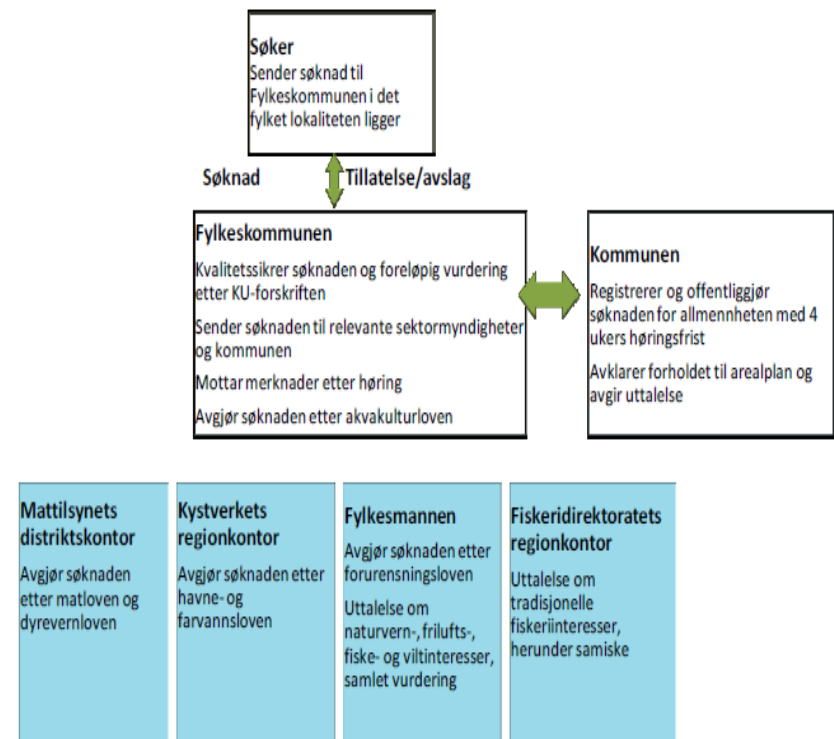 Søker
Sender søknad til
Fylkeskommunen i det
fylket lokaliteten ligger
Søknad
Tillatelse/avslag
Fylkeskommunen
Kvalitetssikrer søknaden og foreløpig vurdering
etter KU-forskriften
Sender søknaden til relevante sektormyndigheter
og kommunen
Mottar merknader etter høring
Avgjør søknaden etter akvakulturloven
Kommunen
Registrerer og offentliggjør
søknaden for allmennheten med 4
ukers høringsfrist
Avklarer forholdet til arealplan og
avgir uttalelse
Mattilsynets
distriktskontor
Avgjør søknaden
etter matloven og
dyrevernloven
Kystverkets
regionkontor
Avgjør søknaden etter
havne- og
farvannsloven
Fylkesmannen
Avgjør søknaden etter
forurensningsloven
Uttalelse om
naturvern-, frilufts-,
fiske- og viltinteresser,
samlet vurdering
Fiskeridirektoratets
regionkontor
Uttalelse om
tradisjonelle
fiskeriinteresser,
herunder samiske